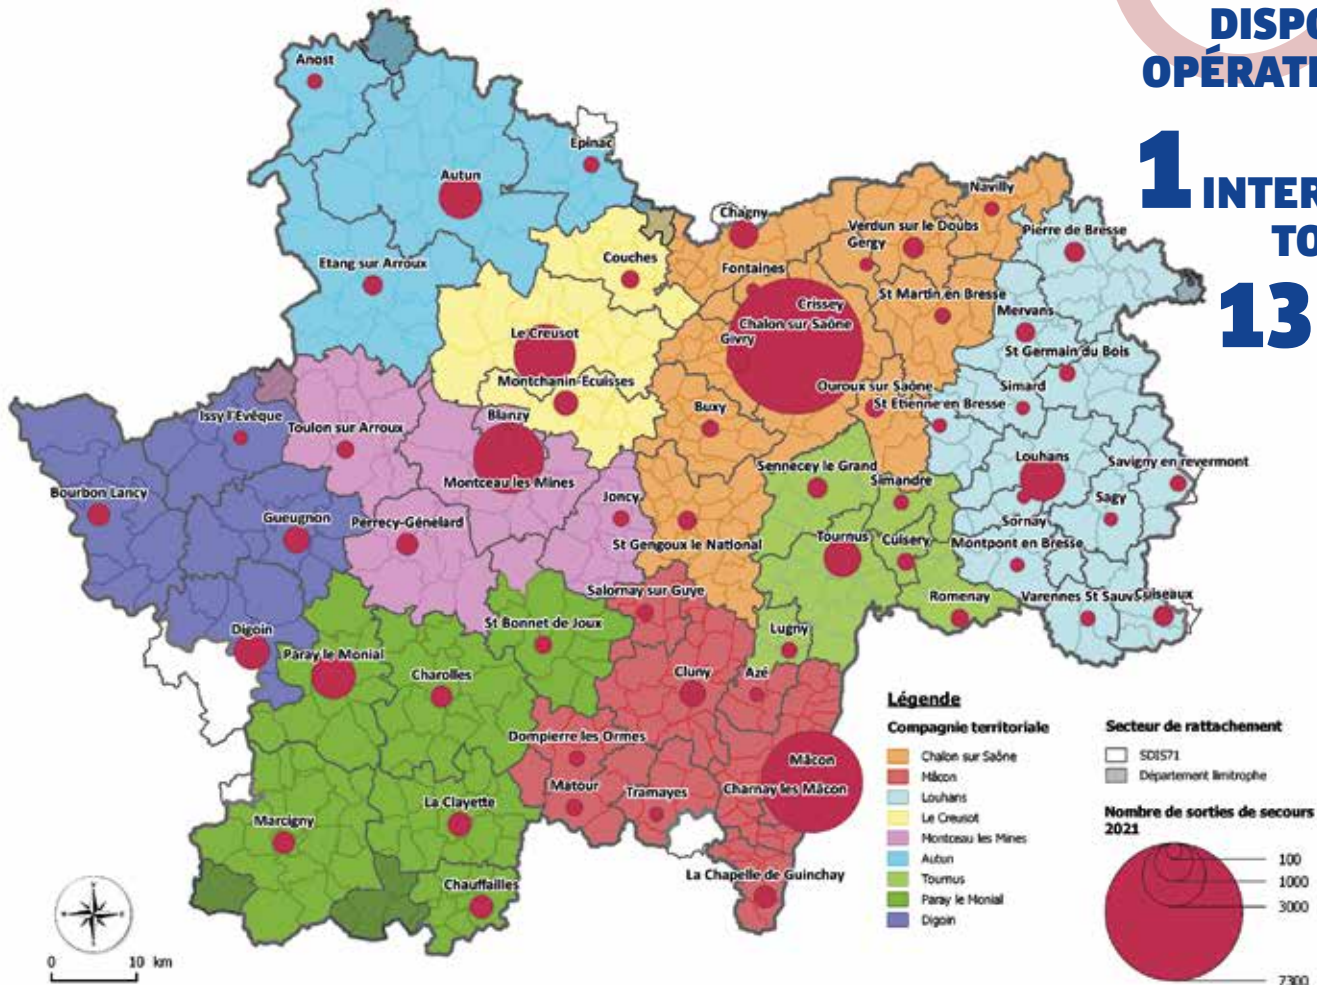 DISPO
OPÉRATI
1 INTER
TO
13
Anost
Epinac
Autun
Etang sur Arroux
Couches
Chagny
Navilly
Verdun sur le Doubs
Gergy
Pierre de Bresse
Fontaines
St Martin en Bresse
Crissey
Chalon sur Saône
Givry
Mervans
St Germain du Bois
Le Creusot
Montchanin-Ecuisses
Ouroux sur Saône
Simard
St Etienne en Bresse
Buxy
Issy l'Evêque
Toulon sur Arroux
Blanzy
Montceau les Mines
Sennecey le Grand
Simandre
Louhans
Savigny en revermont
Bourbon Lancy
Gueugnon
Perrecy-Génelard
Joncy
St Gengoux le National
Tournus
Cuisery
Sagy
Sornay
Montpont en Bresse
Salornay sur Guye
Romenay
Varennes St Sauv
Cuiseaux
Digoin
Paray le Monial
St Bonnet de Joux
Charolles
Lugny
Cluny
Azé
Dompierre les Ormes
Matour
Tramayes
Mâcon
Charnay les Mâcon
La Clayette
Marcigny
Chauffailles
La Chapelle de Guinchay
0 10 km
Légende
Compagnie territoriale
Chalon sur Saône
Mâcon
Louhans
Le Creusot
Montceau les Mines
Autun
Tournus
Paray le Monial
Digoin
Secteur de rattachement
SDIS71
Département limitrophe
Nombre de sorties de secours
2021
100
1000
3000
7300